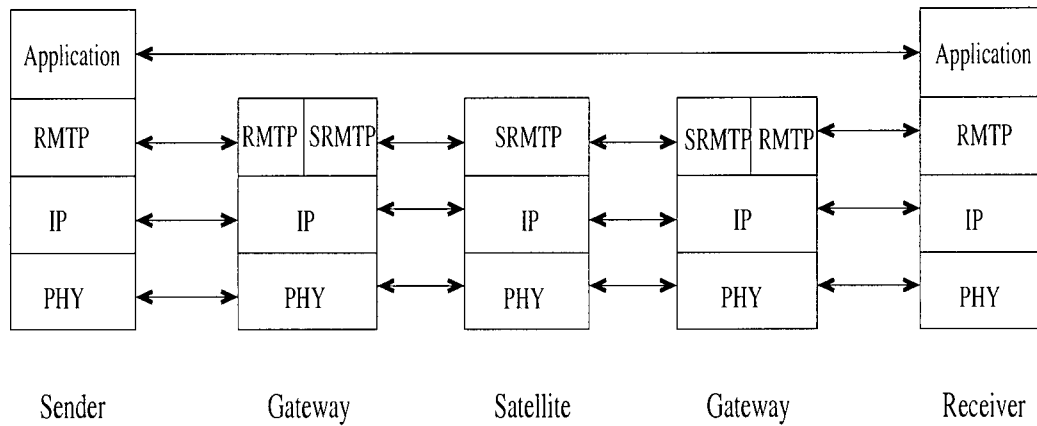 Application Application
RMTP RMTP SRMTP SRMTP SRMTP RMTP RMTP
IP IP IP IP IP
PHY PHY PHY PHY PHY
Sender Gateway Satellite Gateway Receiver